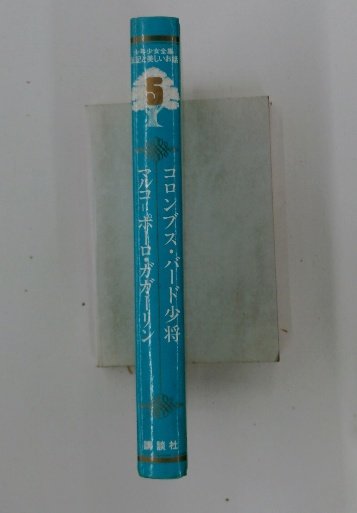 少年少女全集
伝記と美しいお話
5
コロンブス・バード少将
マルコ=ポーロ・ガガーリン
講談社